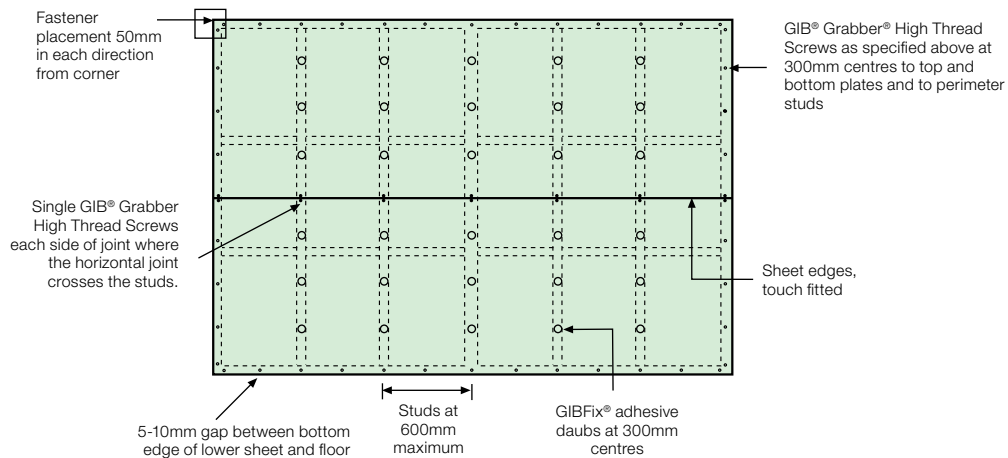 Fastener
placement 50mm
in each direction
from corner
GIB® Grabber® High Thread
Screws as specified above at
300mm centres to top and
bottom plates and to perimeter
studs
Single GIB® Grabber
High Thread Screws
each side of joint where
the horizontal joint
crosses the studs.
Sheet edges,
touch fitted
5-10mm gap between bottom
edge of lower sheet and floor
Studs at
600mm
maximum
GIBFix® adhesive
daubs at 300mm
centres